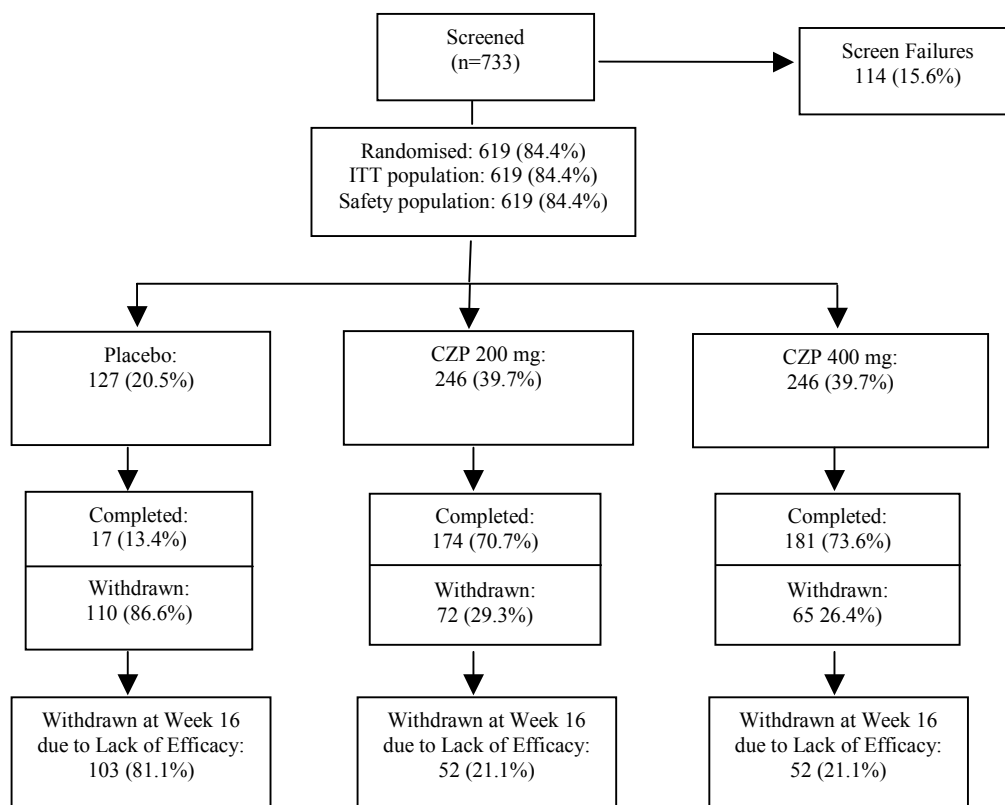 Screened
(n=733)
Screen Failures
114 (15.6%)
Randomised: 619 (84.4%)
ITT population: 619 (84.4%)
Safety population: 619 (84.4%)
Placebo:
127 (20.5%)
CZP 200 mg:
246 (39.7%)
CZP 400 mg:
246 (39.7%)
Completed:
17 (13.4%)
Withdrawn:
110 (86.6%)
Completed:
174 (70.7%)
Withdrawn:
72 (29.3%)
Completed:
181 (73.6%)
Withdrawn:
65 26.4%)
Withdrawn at Week 16
due to Lack of Efficacy:
103 (81.1%)
Withdrawn at Week 16
due to Lack of Efficacy:
52 (21.1%)
Withdrawn at Week 16
due to Lack of Efficacy:
52 (21.1%)